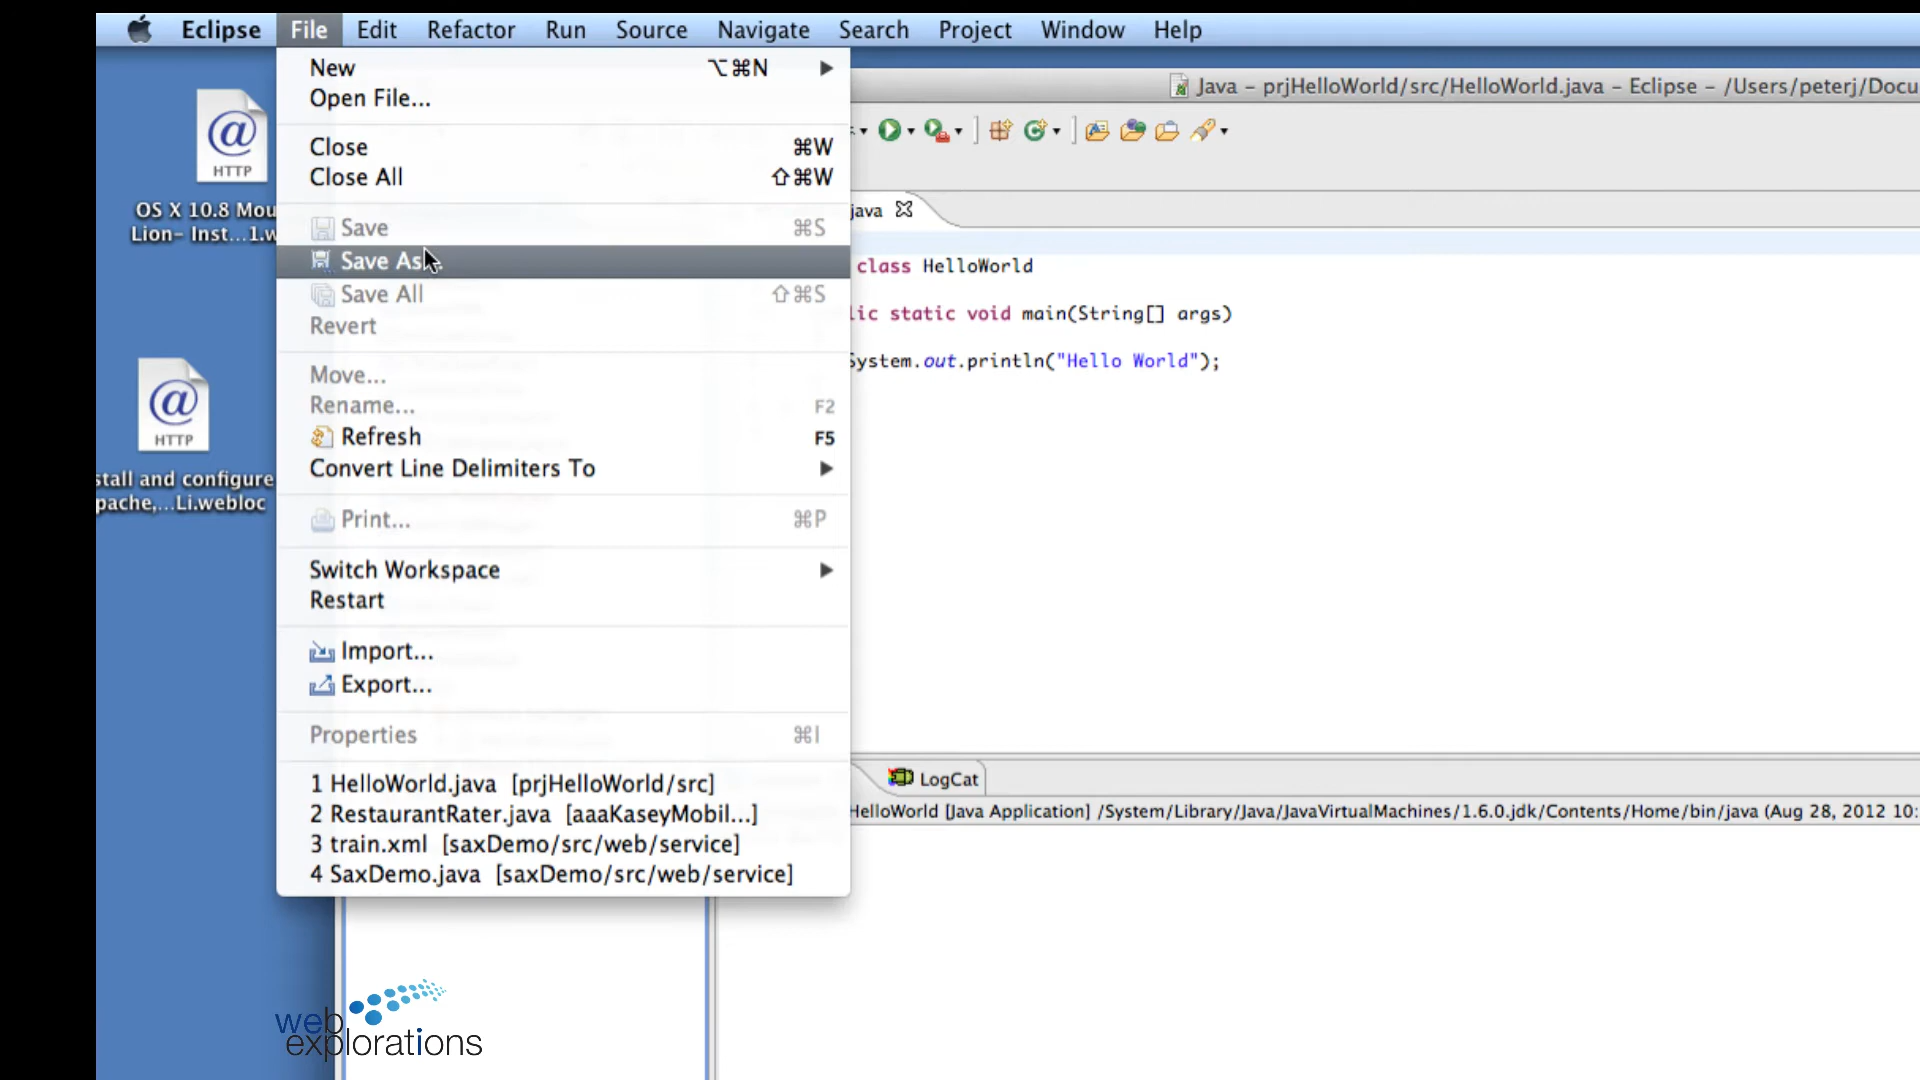 Eclipse File Edit Refactor Run Source Navigate Search Project Window Help
New ⌥⌘N
Open File...
Close ⌘W
Close All ⇧⌘W
Save ⌘S
Save As
Save All ⇧⌘S
Revert
Move...
Rename... F2
Refresh F5
Convert Line Delimiters To
Print... ⌘P
Switch Workspace
Restart
Import...
Export...
Properties ⌘I
1 HelloWorld.java [prjHelloWorld/src]
2 RestaurantRater.java [aaaKaseyMobil...]
3 train.xml [saxDemo/src/web/service]
4 SaxDemo.java [saxDemo/src/web/service]
HTTP
OS X 10.8 Mou
Lion- Inst...1.w
HTTP
stall and configure
pache,...Li.webloc
Java – prjHelloWorld/src/HelloWorld.java – Eclipse – /Users/peterj/Docu
java
class HelloWorld
lic static void main(String[] args)
System.out.println("Hello World");
LogCat
HelloWorld [Java Application] /System/Library/Java/JavaVirtualMachines/1.6.0.jdk/Contents/Home/bin/java (Aug 28, 2012 10:
web
explorations